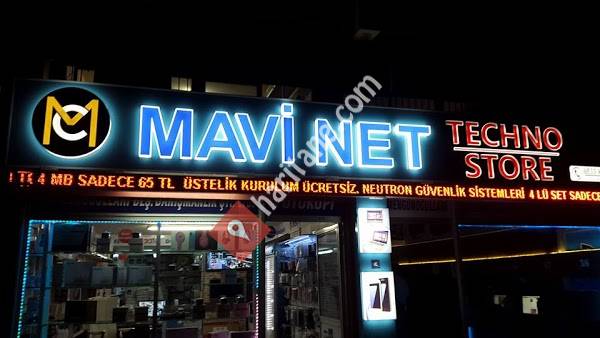 MC
MAVİ NET
TECHNO
STORE
4 MB SADECE 65 TL ÜSTELİK KURULUM ÜCRETSİZ. NEUTRON GÜVENLİK SİSTEMLERİ 4 LÜ SET SADECE
haritane.com